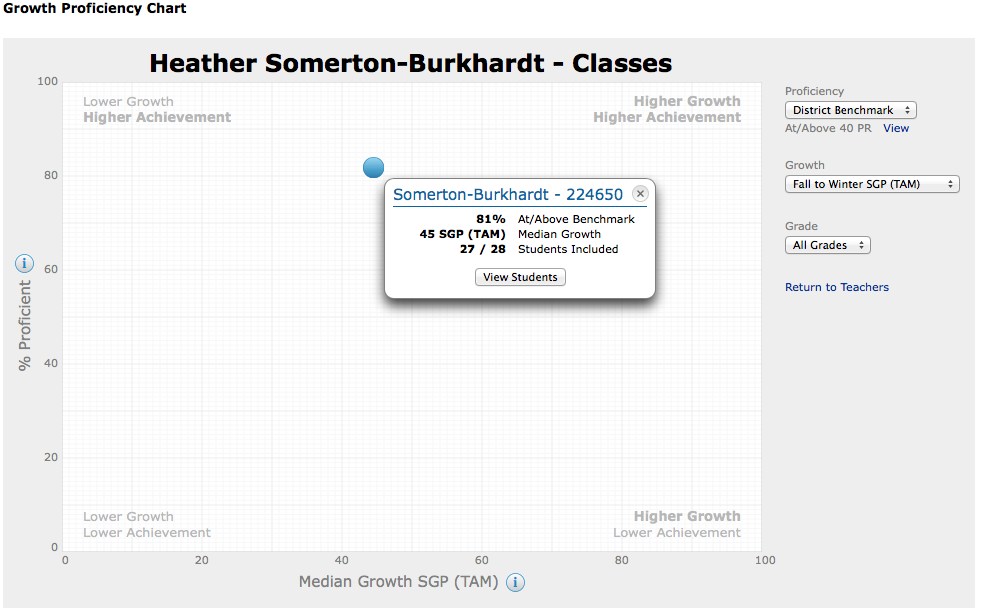 Growth Proficiency Chart
Heather Somerton-Burkhardt - Classes
100
80
60
40
20
0
% Proficient
i
Lower Growth
Higher Achievement
Higher Growth
Higher Achievement
Somerton-Burkhardt - 224650
81% At/Above Benchmark
45 SGP (TAM) Median Growth
27 / 28 Students Included
View Students
Lower Growth
Lower Achievement
Higher Growth
Lower Achievement
0 20 40 60 80 100
Median Growth SGP (TAM) i
Proficiency
District Benchmark
At/Above 40 PR View
Growth
Fall to Winter SGP (TAM)
Grade
All Grades
Return to Teachers